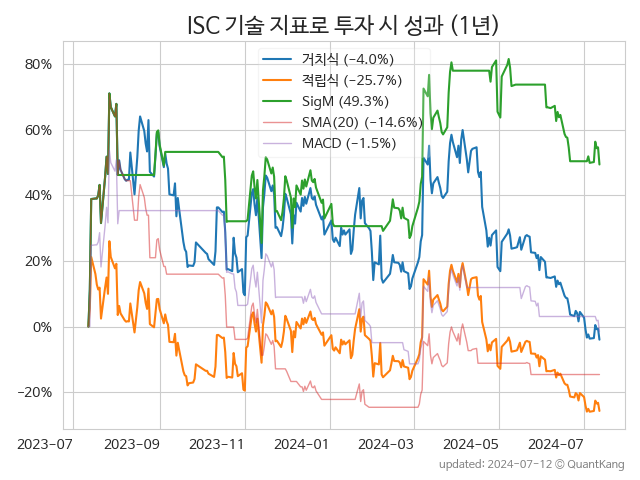 ISC 기술 지표로 투자 시 성과 (1년)
거치식 (−4.0%)
적립식 (−25.7%)
SigM (49.3%)
SMA(20) (−14.6%)
MACD (−1.5%)
80%
60%
40%
20%
0%
−20%
2023-07 2023-09 2023-11 2024-01 2024-03 2024-05 2024-07
updated: 2024-07-12 ⓒ QuantKang